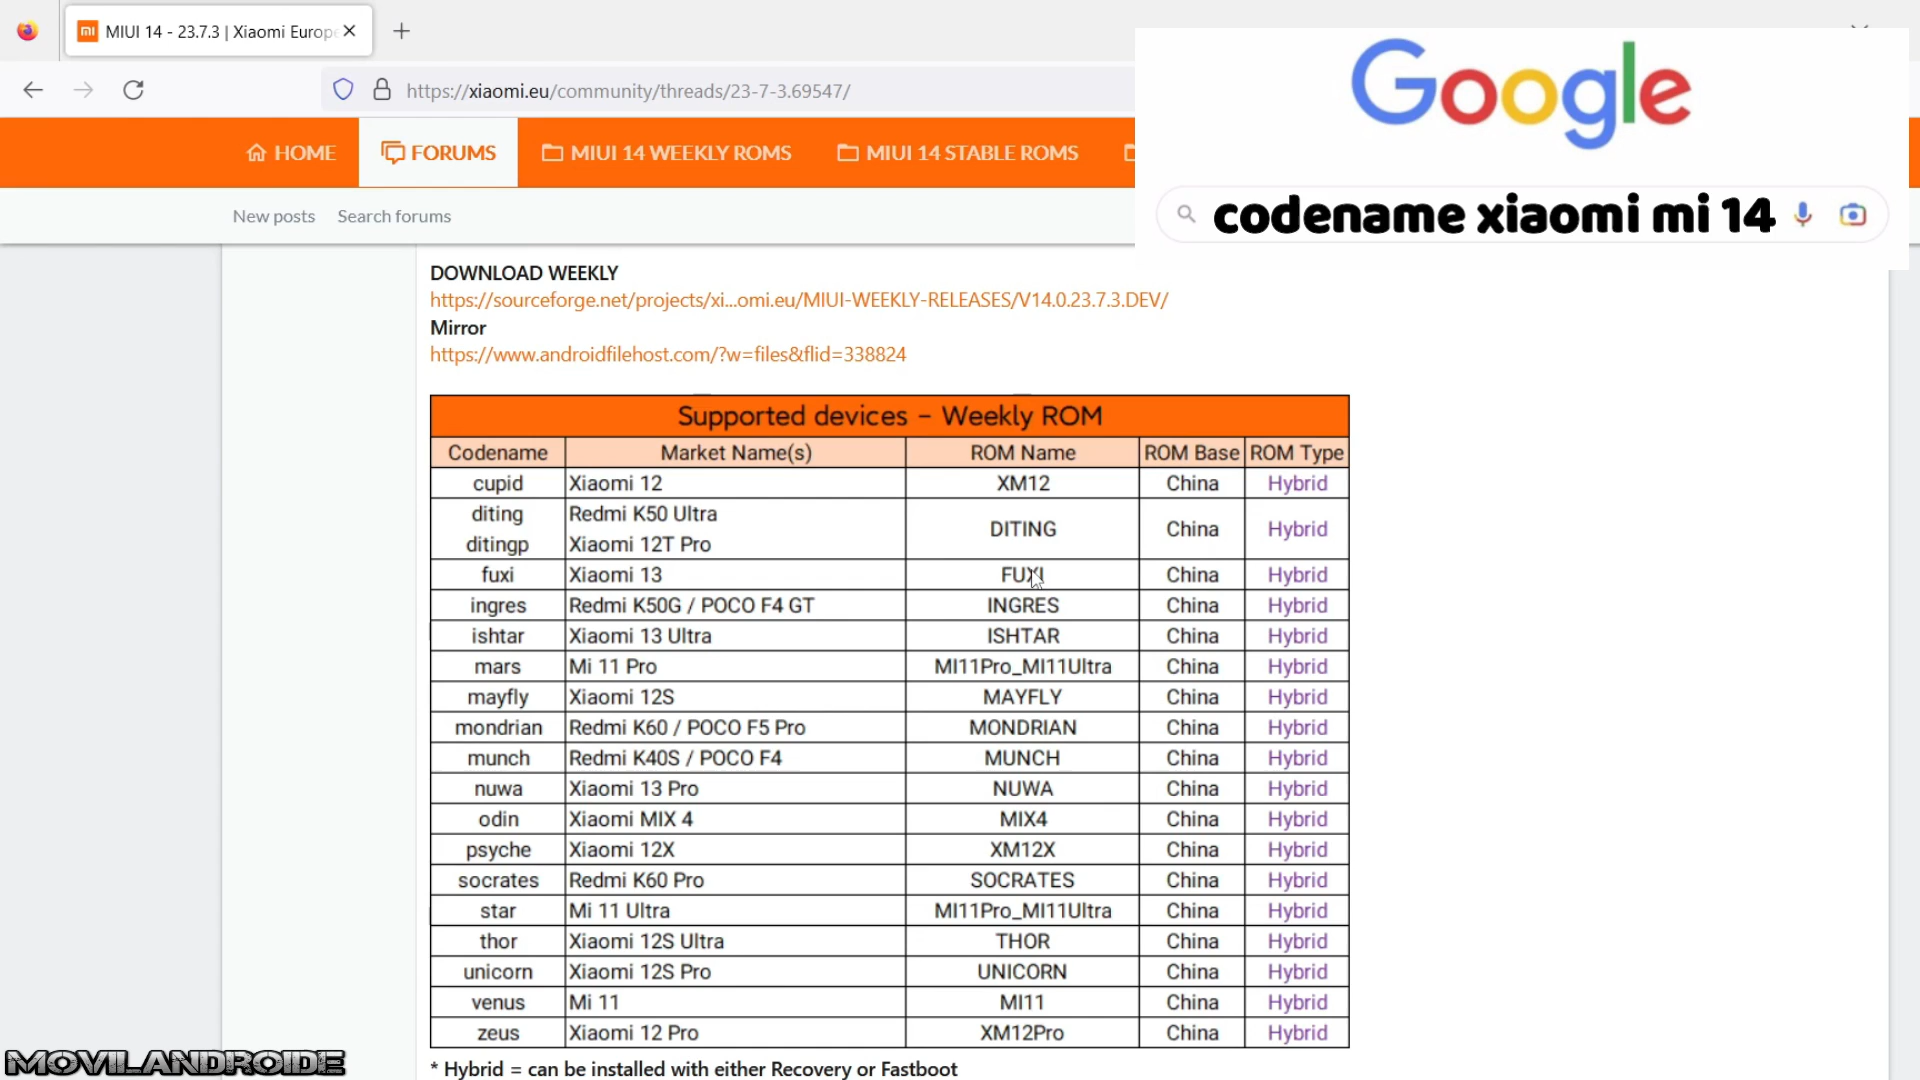 MIUI 14 - 23.7.3 | Xiaomi Europe
https://xiaomi.eu/community/threads/23-7-3.69547/
HOME FORUMS MIUI 14 WEEKLY ROMS MIUI 14 STABLE ROMS
New posts Search forums
Google
codename xiaomi mi 14
DOWNLOAD WEEKLY
https://sourceforge.net/projects/xi...omi.eu/MIUI-WEEKLY-RELEASES/V14.0.23.7.3.DEV/
Mirror
https://www.androidfilehost.com/?w=files&flid=338824
Supported devices – Weekly ROM
Codename Market Name(s) ROM Name ROM Base ROM Type
cupid Xiaomi 12 XM12 China Hybrid
diting Redmi K50 Ultra DITING China Hybrid
ditingp Xiaomi 12T Pro
fuxi Xiaomi 13 FUXI China Hybrid
ingres Redmi K50G / POCO F4 GT INGRES China Hybrid
ishtar Xiaomi 13 Ultra ISHTAR China Hybrid
mars Mi 11 Pro MI11Pro_MI11Ultra China Hybrid
mayfly Xiaomi 12S MAYFLY China Hybrid
mondrian Redmi K60 / POCO F5 Pro MONDRIAN China Hybrid
munch Redmi K40S / POCO F4 MUNCH China Hybrid
nuwa Xiaomi 13 Pro NUWA China Hybrid
odin Xiaomi MIX 4 MIX4 China Hybrid
psyche Xiaomi 12X XM12X China Hybrid
socrates Redmi K60 Pro SOCRATES China Hybrid
star Mi 11 Ultra MI11Pro_MI11Ultra China Hybrid
thor Xiaomi 12S Ultra THOR China Hybrid
unicorn Xiaomi 12S Pro UNICORN China Hybrid
venus Mi 11 MI11 China Hybrid
zeus Xiaomi 12 Pro XM12Pro China Hybrid
* Hybrid = can be installed with either Recovery or Fastboot
MOVILANDROIDE